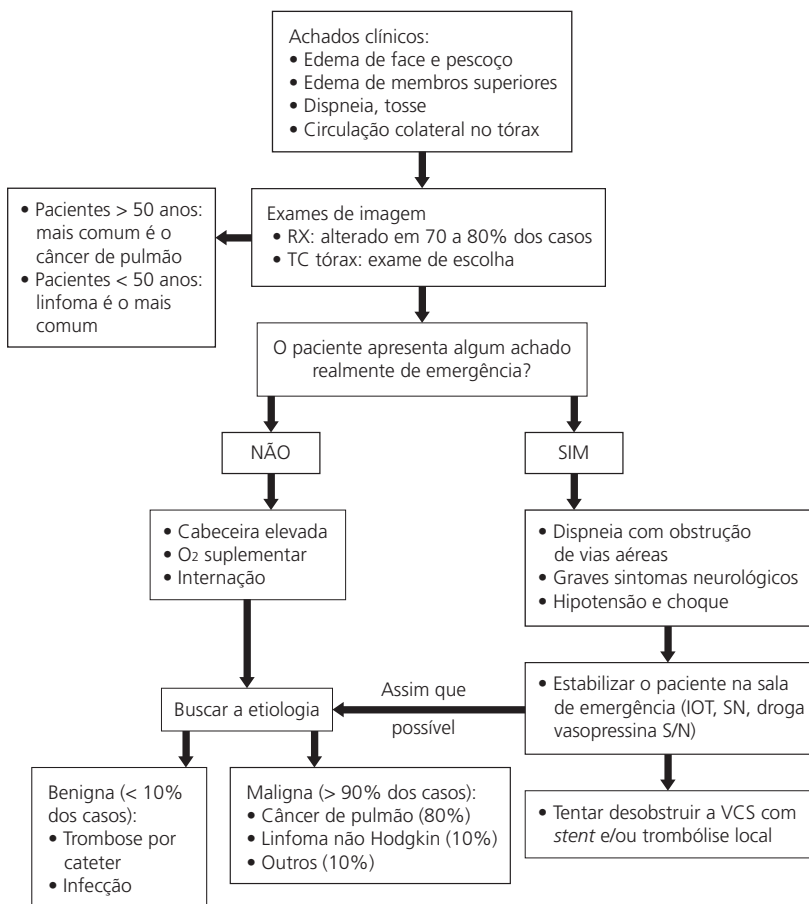 Achados clínicos:
• Edema de face e pescoço
• Edema de membros superiores
• Dispneia, tosse
• Circulação colateral no tórax
• Pacientes > 50 anos:
mais comum é o
câncer de pulmão
• Pacientes < 50 anos:
linfoma é o mais
comum
Exames de imagem
• RX: alterado em 70 a 80% dos casos
• TC tórax: exame de escolha
O paciente apresenta algum achado
realmente de emergência?
NÃO
SIM
• Cabeceira elevada
• O2 suplementar
• Internação
• Dispneia com obstrução
de vias aéreas
• Graves sintomas neurológicos
• Hipotensão e choque
Buscar a etiologia
Assim que
possível
• Estabilizar o paciente na sala
de emergência (IOT, SN, droga
vasopressina S/N)
Benigna (< 10%
dos casos):
• Trombose por
cateter
• Infecção
Maligna (> 90% dos casos):
• Câncer de pulmão (80%)
• Linfoma não Hodgkin (10%)
• Outros (10%)
• Tentar desobstruir a VCS com
stent e/ou trombólise local